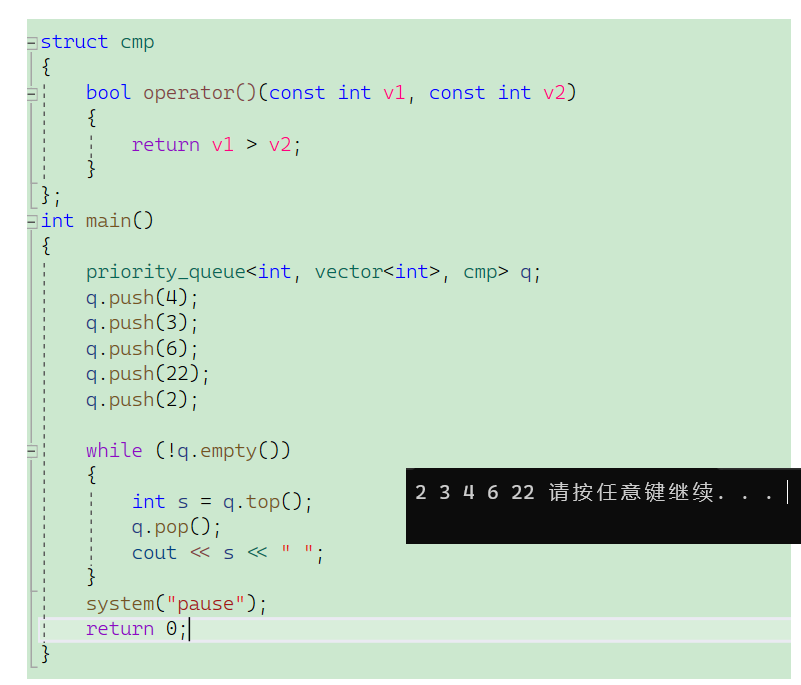 struct cmp
{
    bool operator()(const int v1, const int v2)
    {
        return v1 > v2;
    }
};
int main()
{
    priority_queue<int, vector<int>, cmp> q;
    q.push(4);
    q.push(3);
    q.push(6);
    q.push(22);
    q.push(2);

    while (!q.empty())
    {
        int s = q.top();
        q.pop();
        cout << s << " ";
    }
    system("pause");
    return 0;
}
2 3 4 6 22 请按任意键继续. . .